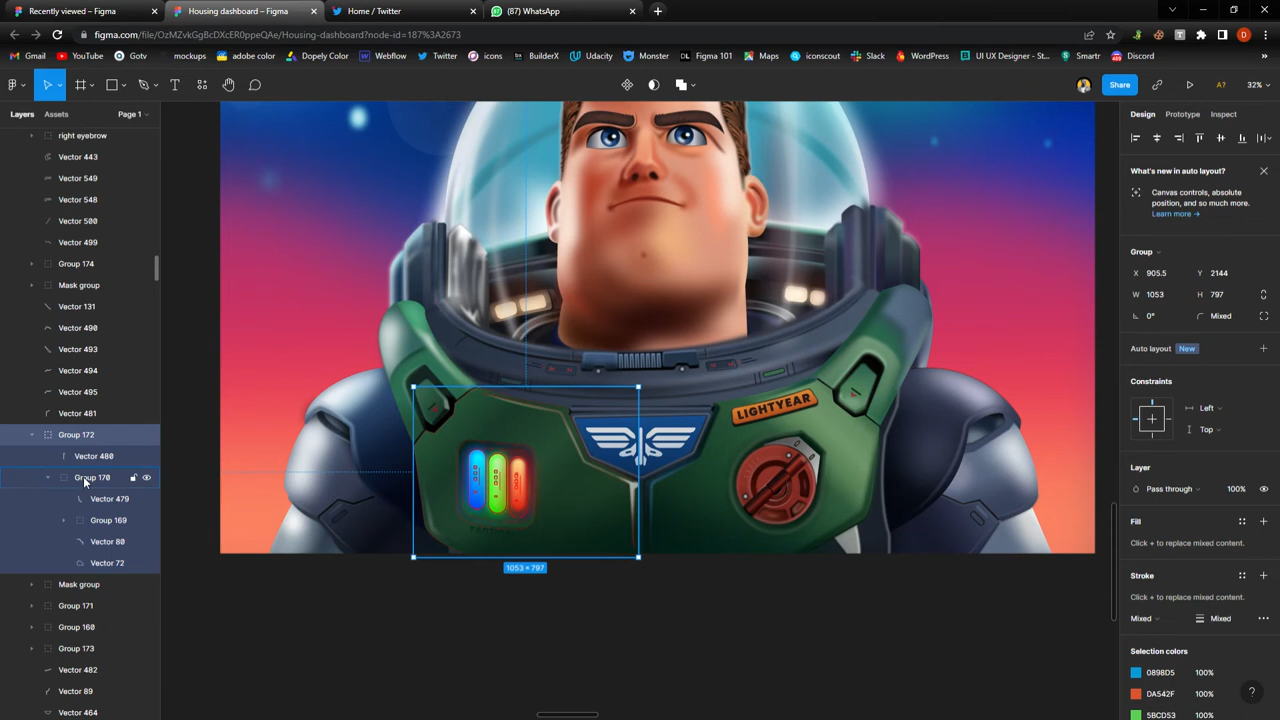 Recently viewed – Figma
Housing dashboard – Figma
Home / Twitter
(87) WhatsApp
figma.com/file/OzMZvkGgBcDXcER0ppeQAe/Housing-dashboard?node-id=187%3A2673
Gmail
YouTube
Gotv
mockups
adobe color
Dopely Color
Webflow
Twitter
icons
BuilderX
Udacity
Monster
Figma 101
Maps
iconscout
Slack
WordPress
UI UX Designer - St...
Smartr
Discord
Share
A?
32%
Layers
Assets
Page 1
Design
Prototype
Inspect
right eyebrow
Vector 443
Vector 549
Vector 548
Vector 500
Vector 499
Group 174
Mask group
Vector 131
Vector 490
Vector 493
Vector 494
Vector 495
Vector 481
Group 172
Vector 480
Group 170
Vector 479
Group 169
Vector 80
Vector 72
Mask group
Group 171
Group 160
Group 173
Vector 482
Vector 89
Vector 464
LIGHTYEAR
1053 × 797
What's new in auto layout?
Canvas controls, absolute
position, and so much more.
Learn more →
Group
X 905.5 Y 2144
W 1053 H 797
0° Mixed
Auto layout New
Constraints
Left
Top
Layer
Pass through 100%
Fill
Click + to replace mixed content.
Stroke
Click + to replace mixed content.
Mixed Mixed
Selection colors
0898D5 100%
DA542F 100%
5BCD53 100%
?